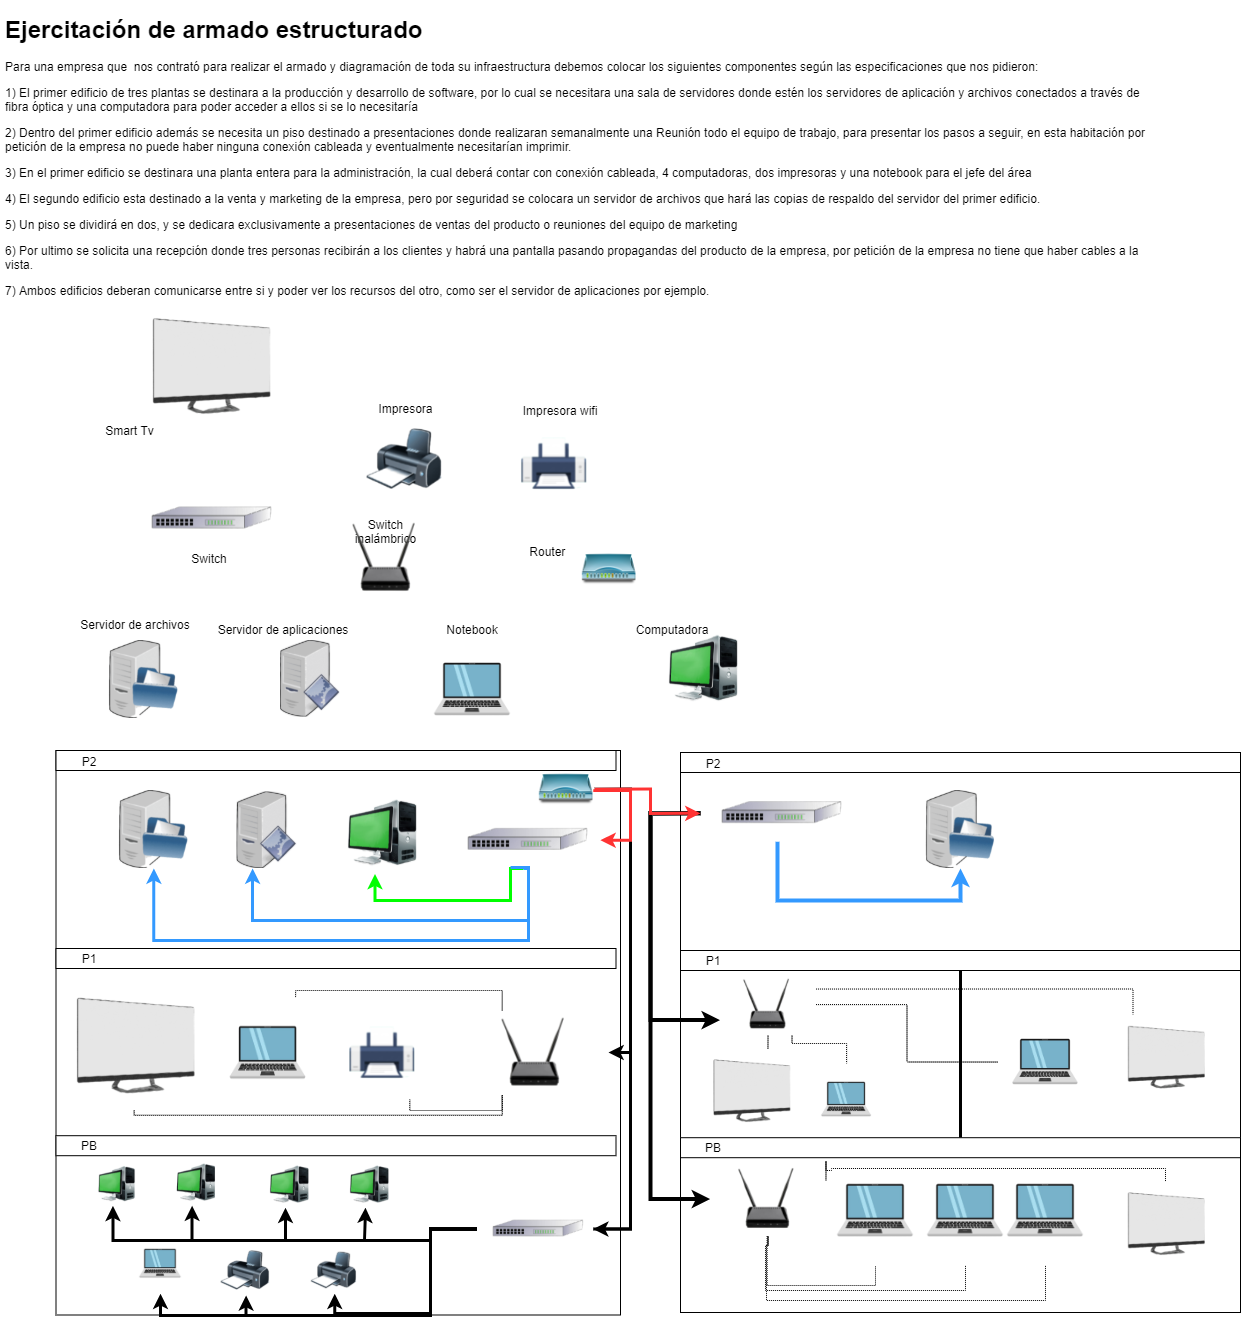 Ejercitación de armado estructurado
Para una empresa que  nos contrató para realizar el armado y diagramación de toda su infraestructura debemos colocar los siguientes componentes según las especificaciones que nos pidieron:
1) El primer edificio de tres plantas se destinara a la producción y desarrollo de software, por lo cual se necesitara una sala de servidores donde estén los servidores de aplicación y archivos conectados a través de
fibra óptica y una computadora para poder acceder a ellos si se lo necesitaría
2) Dentro del primer edificio además se necesita un piso destinado a presentaciones donde realizaran semanalmente una Reunión todo el equipo de trabajo, para presentar los pasos a seguir, en esta habitación por
petición de la empresa no puede haber ninguna conexión cableada y eventualmente necesitarían imprimir.
3) En el primer edificio se destinara una planta entera para la administración, la cual deberá contar con conexión cableada, 4 computadoras, dos impresoras y una notebook para el jefe del área
4) El segundo edificio esta destinado a la venta y marketing de la empresa, pero por seguridad se colocara un servidor de archivos que hará las copias de respaldo del servidor del primer edificio.
5) Un piso se dividirá en dos, y se dedicara exclusivamente a presentaciones de ventas del producto o reuniones del equipo de marketing
6) Por ultimo se solicita una recepción donde tres personas recibirán a los clientes y habrá una pantalla pasando propagandas del producto de la empresa, por petición de la empresa no tiene que haber cables a la
vista.
7) Ambos edificios deberan comunicarse entre si y poder ver los recursos del otro, como ser el servidor de aplicaciones por ejemplo.
Smart Tv
Impresora
Impresora wifi
Switch
Switch
inalámbrico
Router
Servidor de archivos
Servidor de aplicaciones
Notebook
Computadora
P2
P2
P1
P1
PB
PB